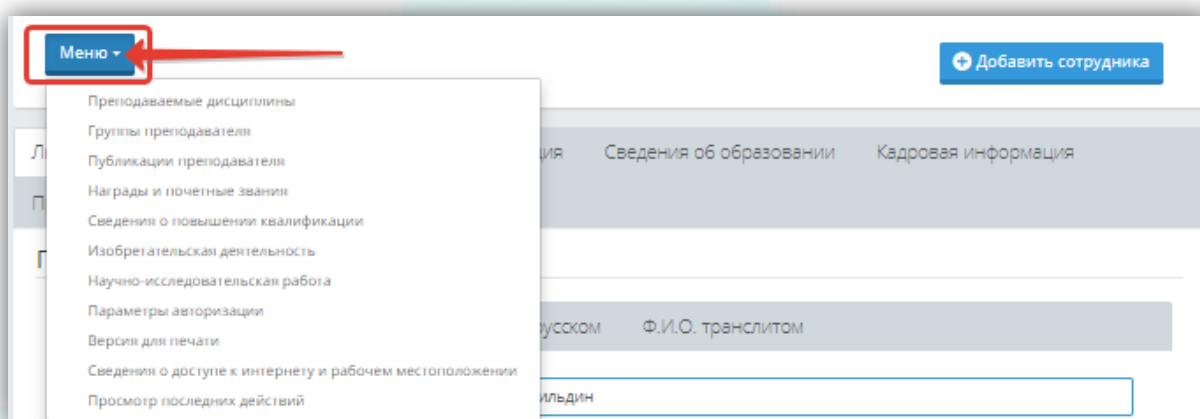 Меню
Добавить сотрудника
Преподаваемые дисциплины
Группы преподавателя
Публикации преподавателя
Сведения об образовании
Кадровая информация
Награды и почетные звания
Сведения о повышении квалификации
Изобретательская деятельность
Научно-исследовательская работа
Параметры авторизации
Ф.И.О. транслитом
Версия для печати
Сведения о доступе к интернету и рабочем местоположении
Просмотр последних действий